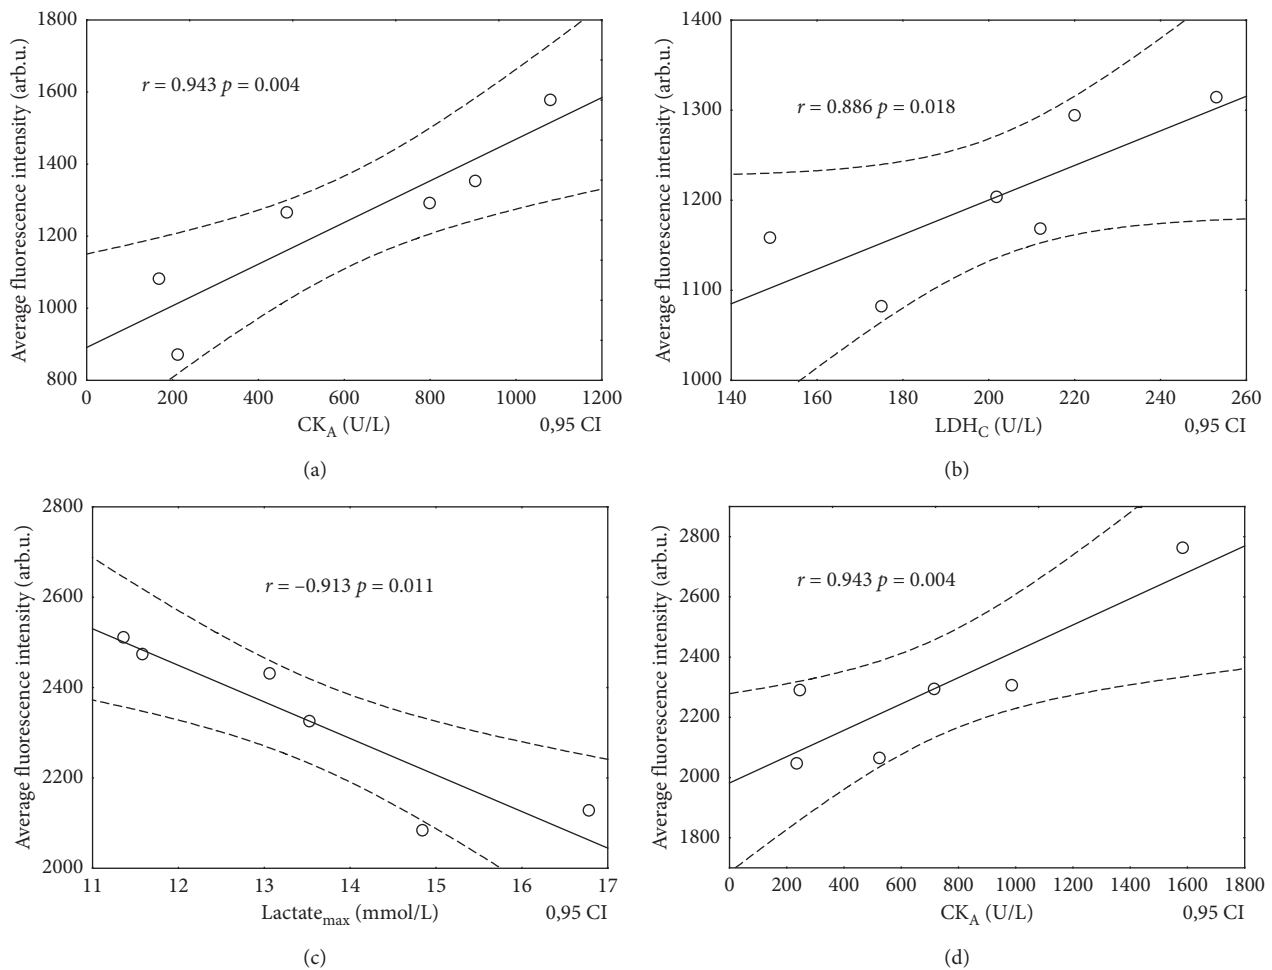 Average fluorescence intensity (arb.u.)
1800
1600
1400
1200
1000
800
r = 0.943 p = 0.004
0 200 400 600 800 1000 1200
CK_A (U/L) 0,95 CI
(a)
Average fluorescence intensity (arb.u.)
1400
1300
1200
1100
1000
r = 0.886 p = 0.018
140 160 180 200 220 240 260
LDH_C (U/L) 0,95 CI
(b)
Average fluorescence intensity (arb.u.)
2800
2600
2400
2200
2000
r = –0.913 p = 0.011
11 12 13 14 15 16 17
Lactate_max (mmol/L) 0,95 CI
(c)
Average fluorescence intensity (arb.u.)
2800
2600
2400
2200
2000
1800
r = 0.943 p = 0.004
0 200 400 600 800 1000 1200 1400 1600 1800
CK_A (U/L) 0,95 CI
(d)